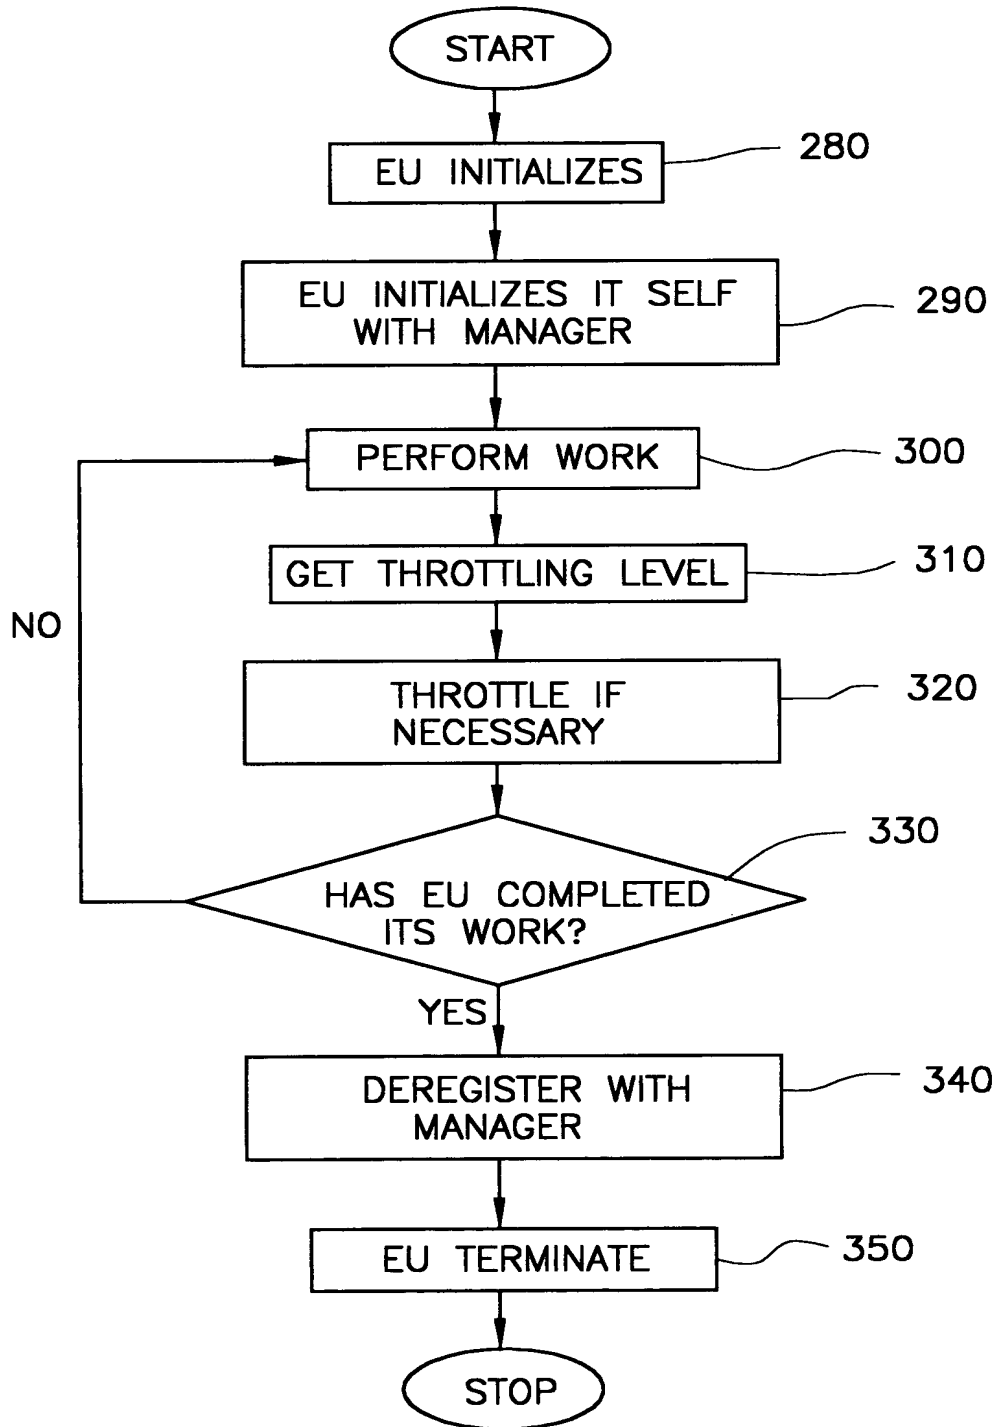 START
EU INITIALIZES
280
EU INITIALIZES IT SELF
WITH MANAGER
290
PERFORM WORK
300
GET THROTTLING LEVEL
310
NO
THROTTLE IF
NECESSARY
320
HAS EU COMPLETED
ITS WORK?
330
YES
DEREGISTER WITH
MANAGER
340
EU TERMINATE
350
STOP